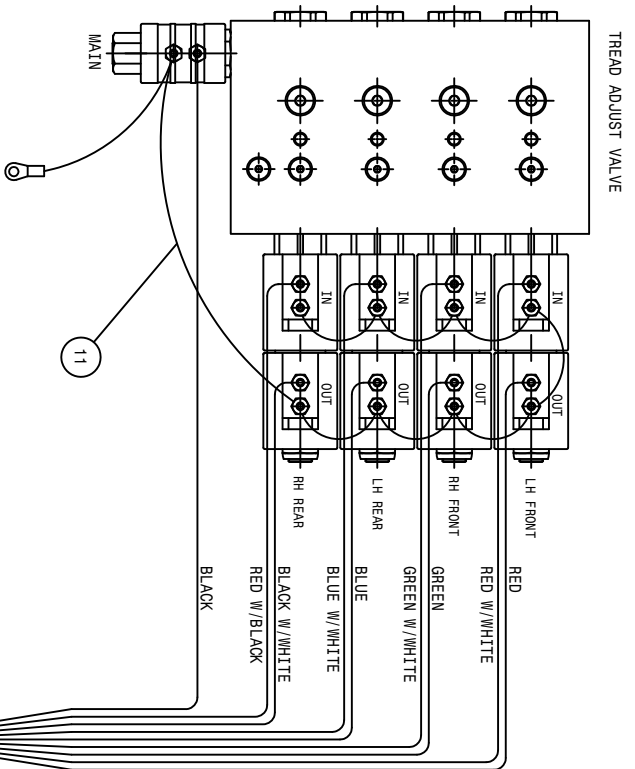 TREAD ADJUST VALVE
MAIN
IN
IN
IN
IN
OUT
OUT
OUT
OUT
11
RH REAR
LH REAR
RH FRONT
LH FRONT
BLACK
RED W/BLACK
BLACK W/WHITE
BLUE W/WHITE
BLUE
GREEN W/WHITE
GREEN
RED W/WHITE
RED